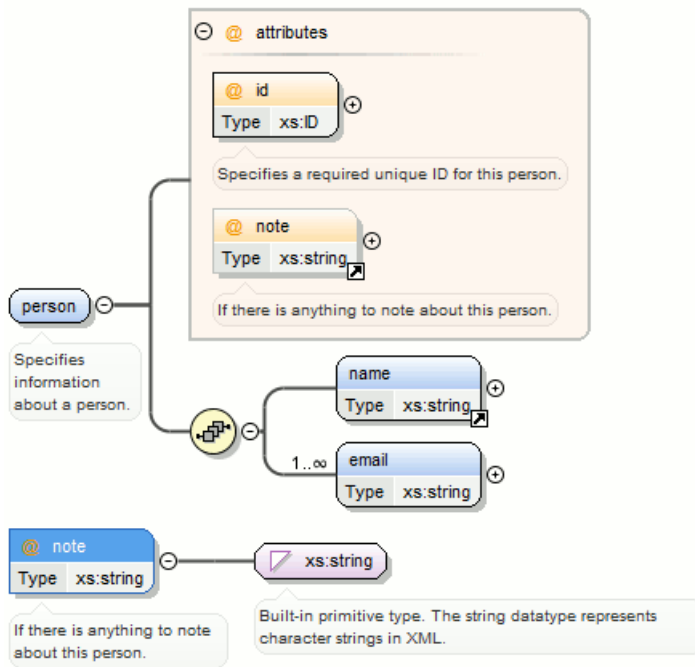 @ attributes
@ id
Type xs:ID
Specifies a required unique ID for this person.
@ note
Type xs:string
If there is anything to note about this person.
person
Specifies
information
about a person.
name
Type xs:string
1..∞
email
Type xs:string
@ note
Type xs:string
xs:string
If there is anything to note
about this person.
Built-in primitive type. The string datatype represents
character strings in XML.